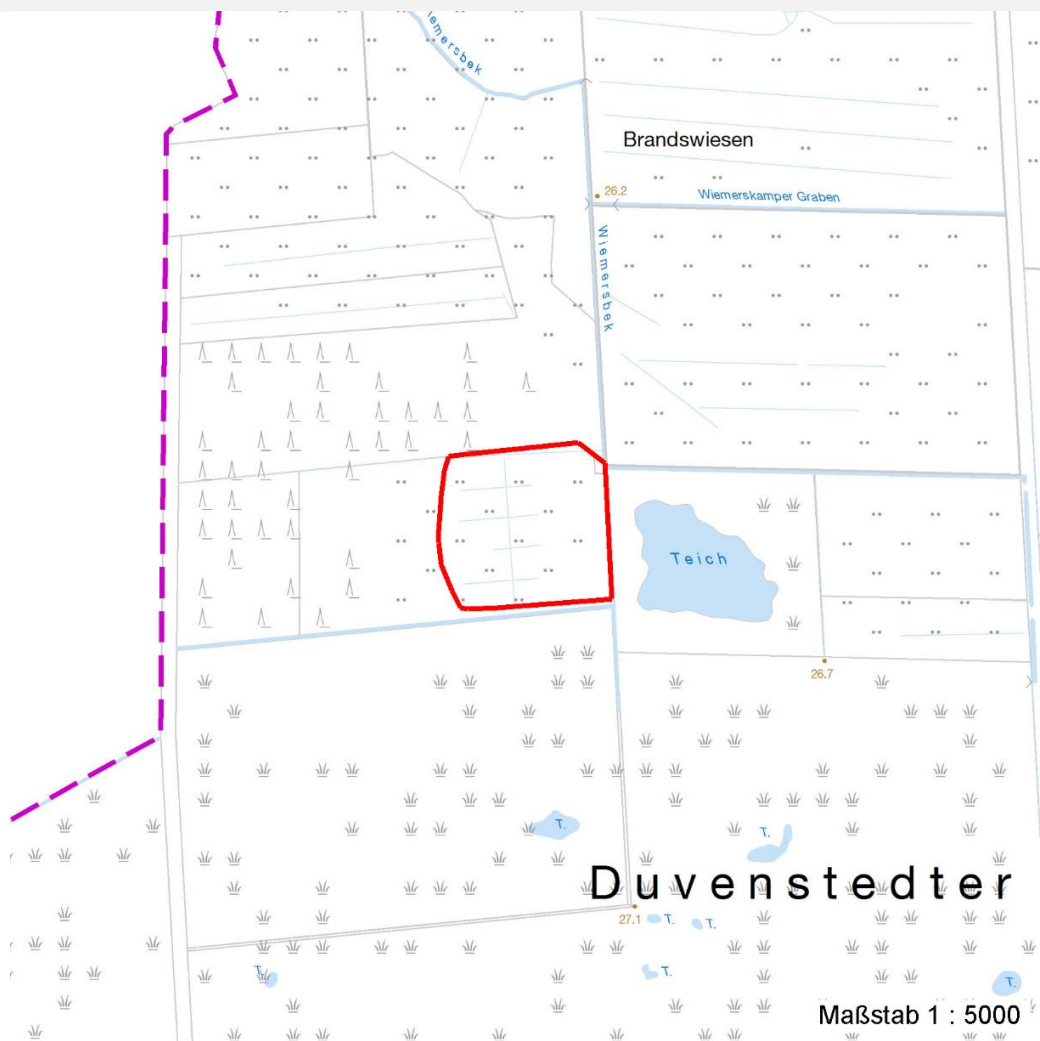 Wiemersbek
Brandswiesen
26.2
Wiemerskamper Graben
Wiemersbek
Teich
26.7
T.
T.
Duvenstedter
27.1
T.
T.
T.
T.
T.
Maßstab 1 : 5000